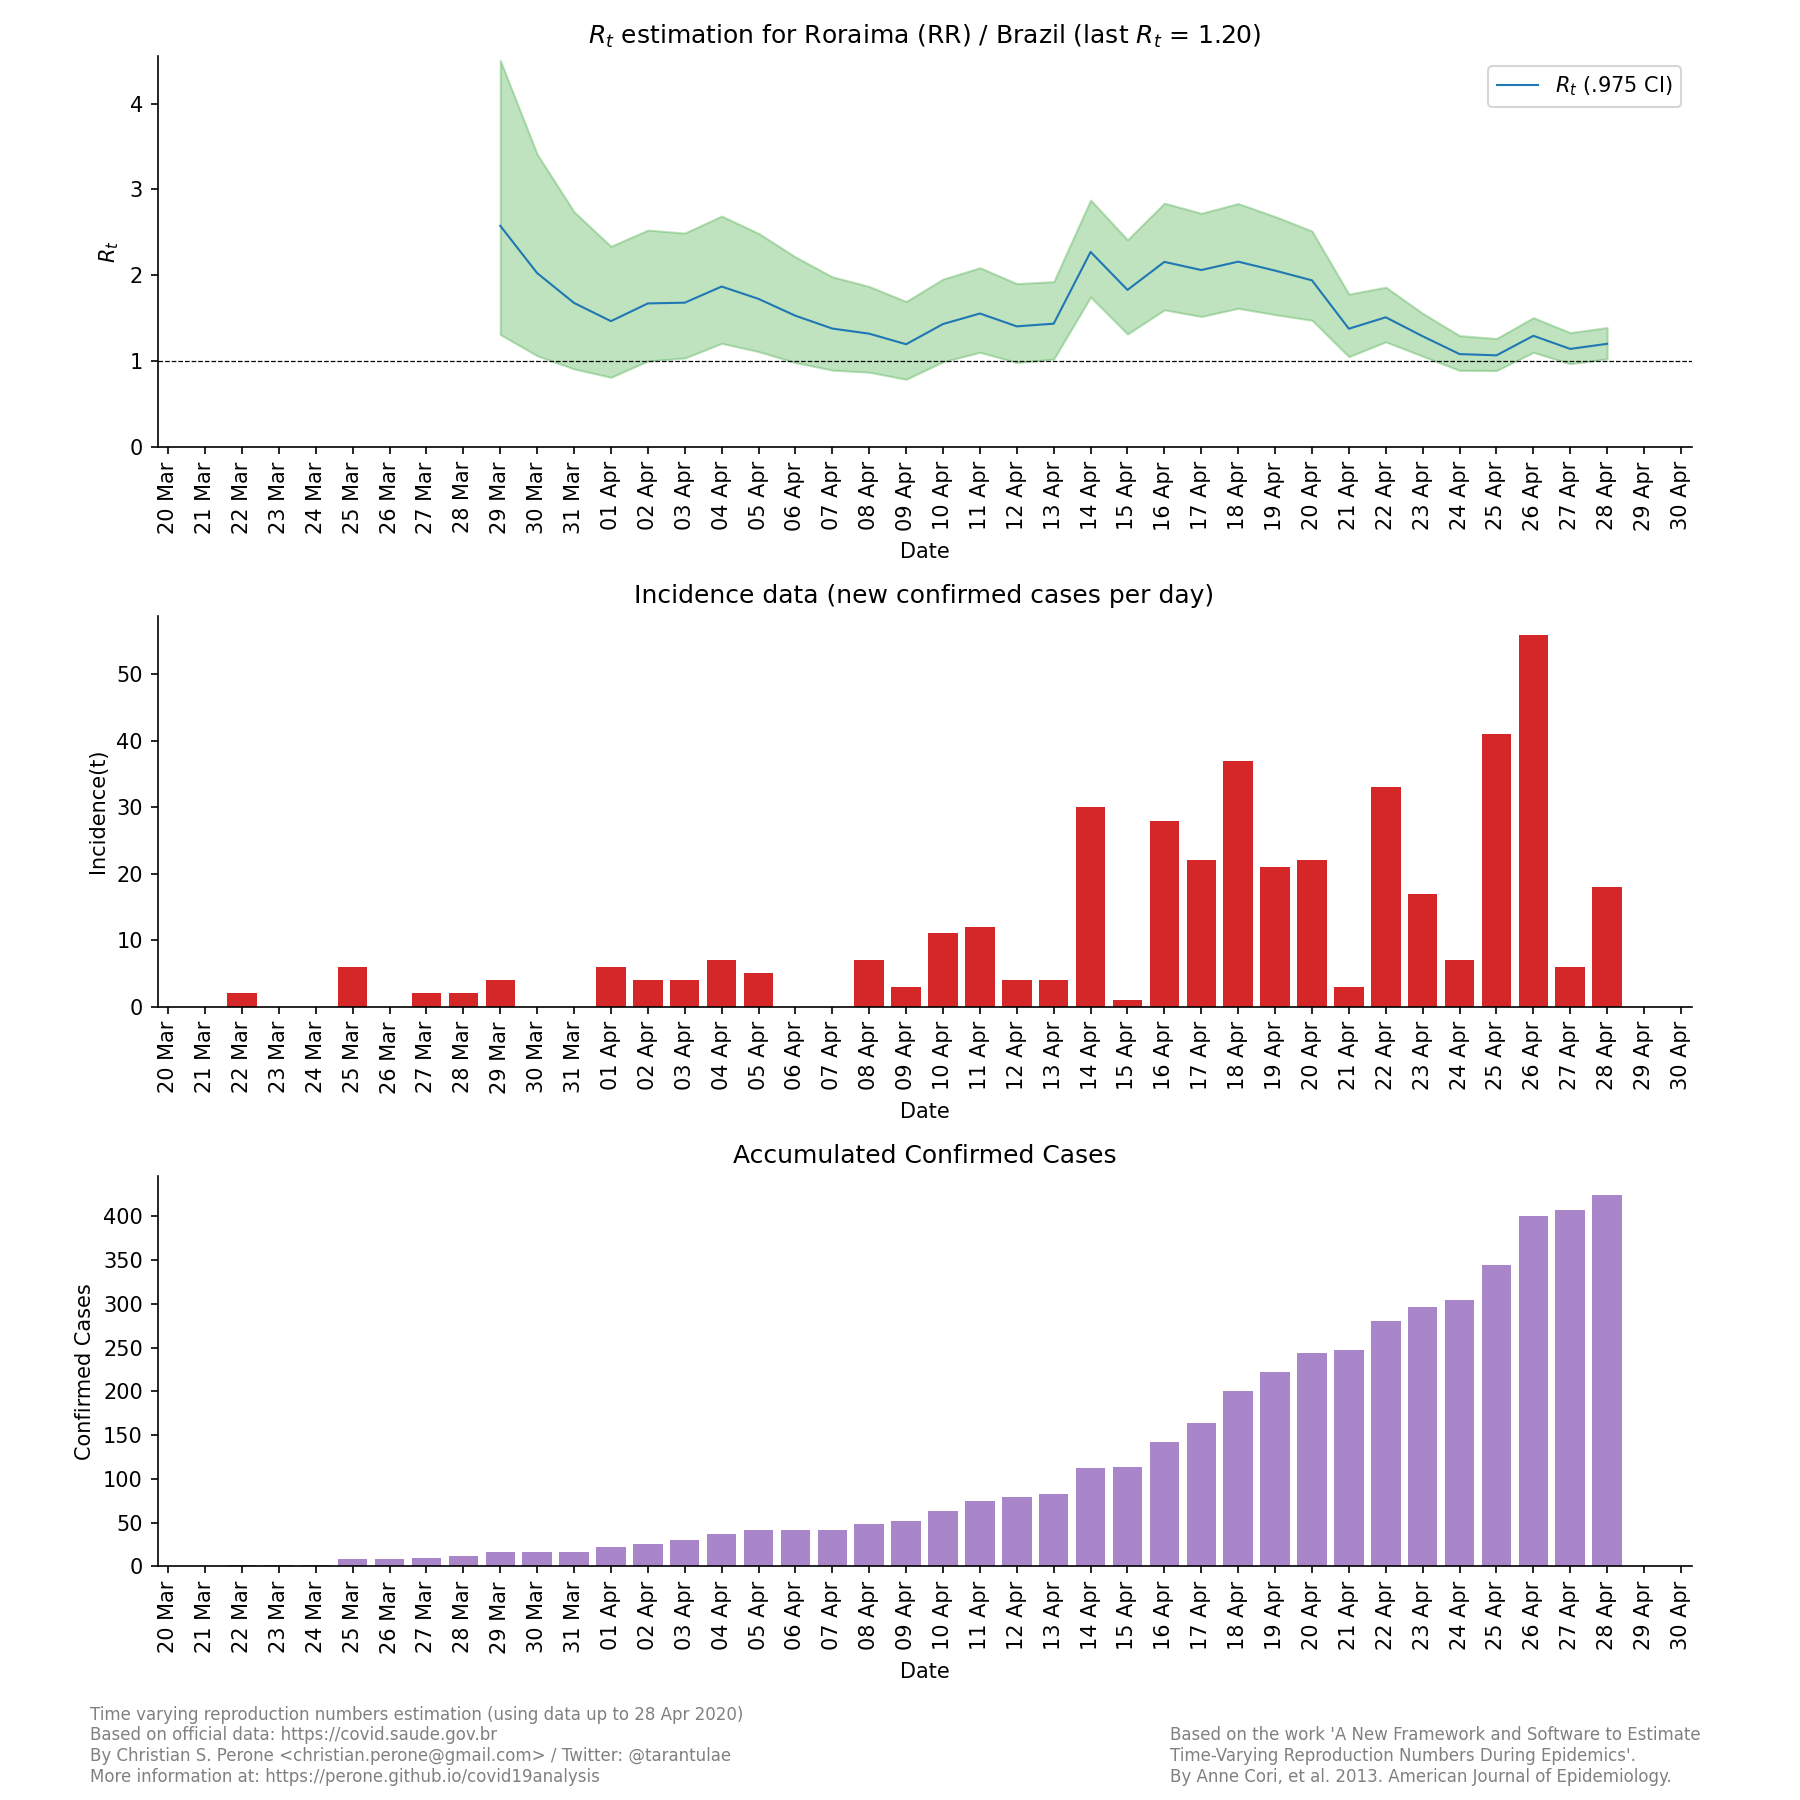 Rt estimation for Roraima (RR) / Brazil (last Rt = 1.20)
Rt (.975 CI)
4
3
2
1
0
Rt
20 Mar 21 Mar 22 Mar 23 Mar 24 Mar 25 Mar 26 Mar 27 Mar 28 Mar 29 Mar 30 Mar 31 Mar 01 Apr 02 Apr 03 Apr 04 Apr 05 Apr 06 Apr 07 Apr 08 Apr 09 Apr 10 Apr 11 Apr 12 Apr 13 Apr 14 Apr 15 Apr 16 Apr 17 Apr 18 Apr 19 Apr 20 Apr 21 Apr 22 Apr 23 Apr 24 Apr 25 Apr 26 Apr 27 Apr 28 Apr 29 Apr 30 Apr
Date
Incidence data (new confirmed cases per day)
50
40
30
20
10
0
Incidence(t)
20 Mar 21 Mar 22 Mar 23 Mar 24 Mar 25 Mar 26 Mar 27 Mar 28 Mar 29 Mar 30 Mar 31 Mar 01 Apr 02 Apr 03 Apr 04 Apr 05 Apr 06 Apr 07 Apr 08 Apr 09 Apr 10 Apr 11 Apr 12 Apr 13 Apr 14 Apr 15 Apr 16 Apr 17 Apr 18 Apr 19 Apr 20 Apr 21 Apr 22 Apr 23 Apr 24 Apr 25 Apr 26 Apr 27 Apr 28 Apr 29 Apr 30 Apr
Date
Accumulated Confirmed Cases
400
350
300
250
200
150
100
50
0
Confirmed Cases
20 Mar 21 Mar 22 Mar 23 Mar 24 Mar 25 Mar 26 Mar 27 Mar 28 Mar 29 Mar 30 Mar 31 Mar 01 Apr 02 Apr 03 Apr 04 Apr 05 Apr 06 Apr 07 Apr 08 Apr 09 Apr 10 Apr 11 Apr 12 Apr 13 Apr 14 Apr 15 Apr 16 Apr 17 Apr 18 Apr 19 Apr 20 Apr 21 Apr 22 Apr 23 Apr 24 Apr 25 Apr 26 Apr 27 Apr 28 Apr 29 Apr 30 Apr
Date
Time varying reproduction numbers estimation (using data up to 28 Apr 2020)
Based on official data: https://covid.saude.gov.br
By Christian S. Perone <christian.perone@gmail.com> / Twitter: @tarantulae
More information at: https://perone.github.io/covid19analysis
Based on the work 'A New Framework and Software to Estimate
Time-Varying Reproduction Numbers During Epidemics'.
By Anne Cori, et al. 2013. American Journal of Epidemiology.